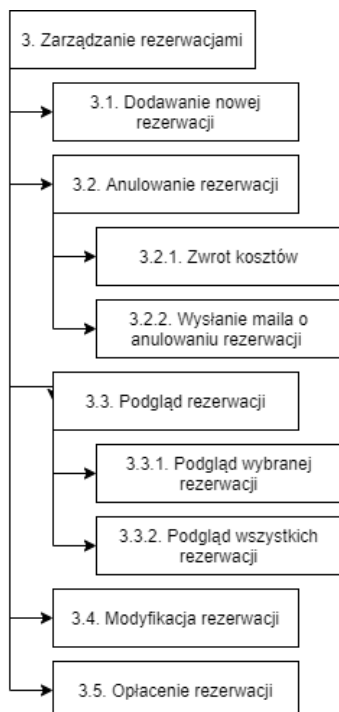 3. Zarządzanie rezerwacjami
3.1. Dodawanie nowej
rezerwacji
3.2. Anulowanie rezerwacji
3.2.1. Zwrot kosztów
3.2.2. Wysłanie maila o
anulowaniu rezerwacji
3.3. Podgląd rezerwacji
3.3.1. Podgląd wybranej
rezerwacji
3.3.2. Podgląd wszystkich
rezerwacji
3.4. Modyfikacja rezerwacji
3.5. Opłacenie rezerwacji